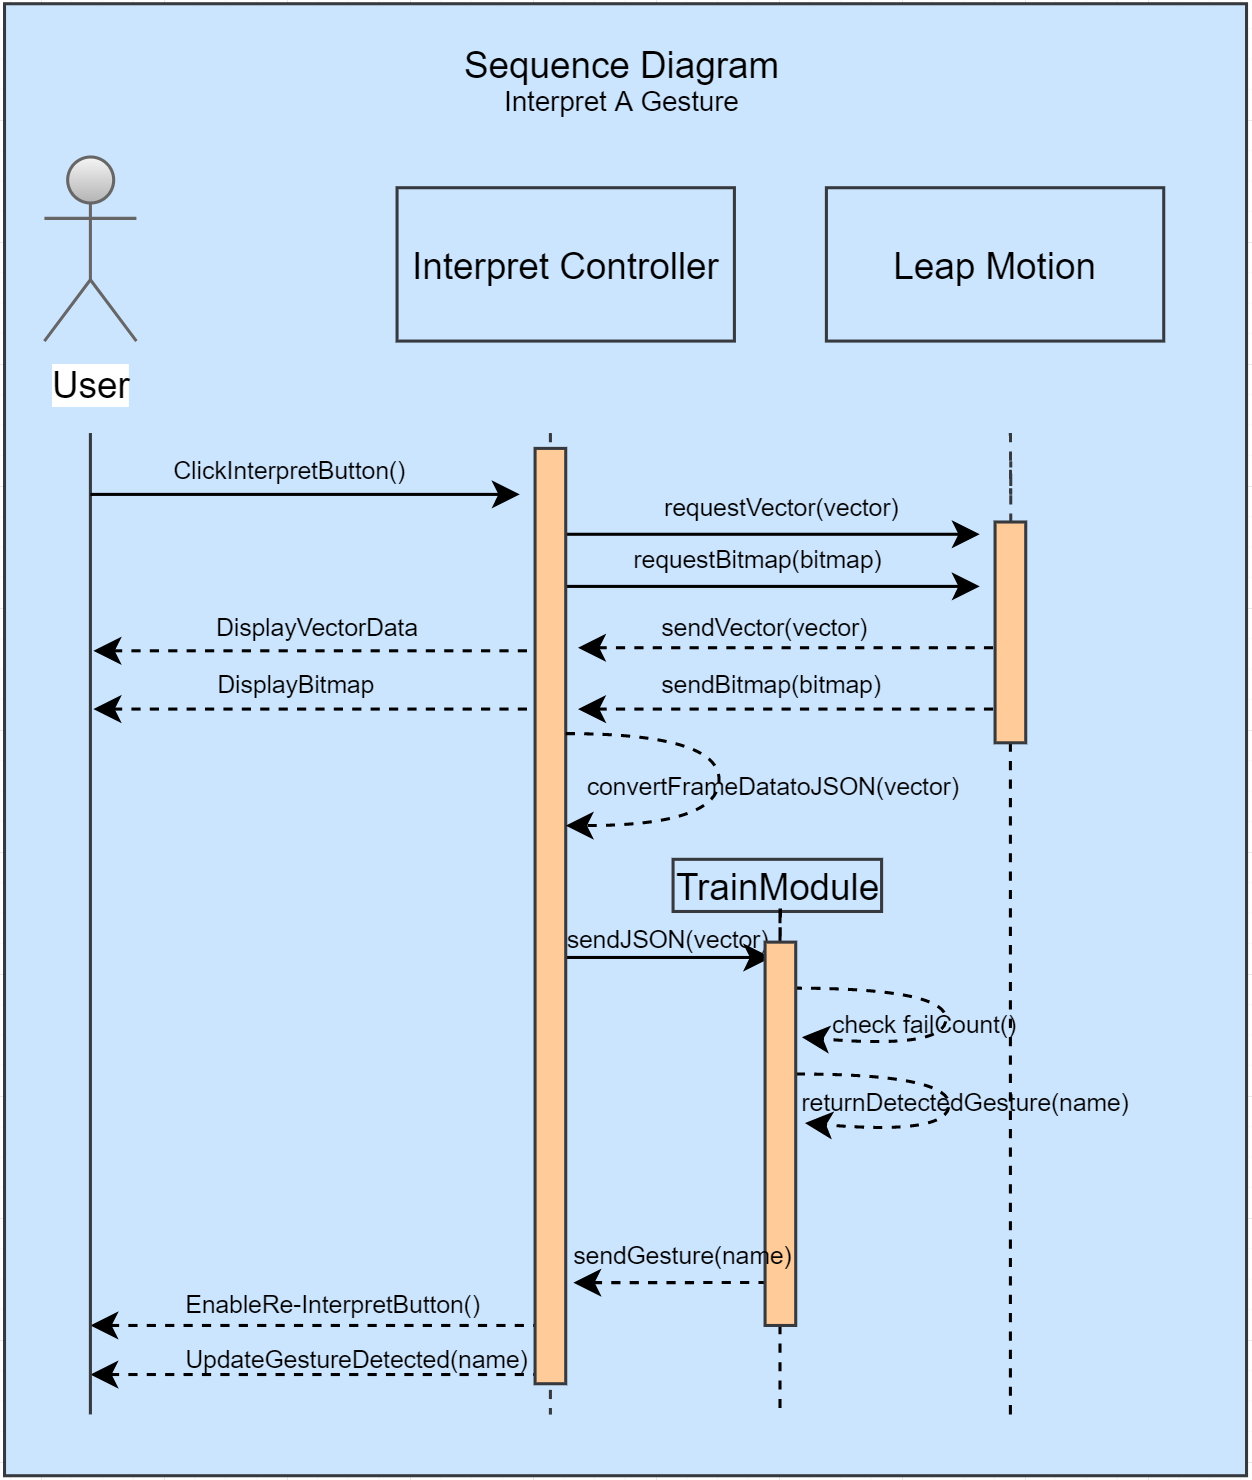 Sequence Diagram
Interpret A Gesture
Interpret Controller
Leap Motion
User
ClickInterpretButton()
requestVector(vector)
requestBitmap(bitmap)
DisplayVectorData
sendVector(vector)
DisplayBitmap
sendBitmap(bitmap)
convertFrameDatatoJSON(vector)
TrainModule
sendJSON(vector)
check failCount()
returnDetectedGesture(name)
sendGesture(name)
EnableRe-InterpretButton()
UpdateGestureDetected(name)